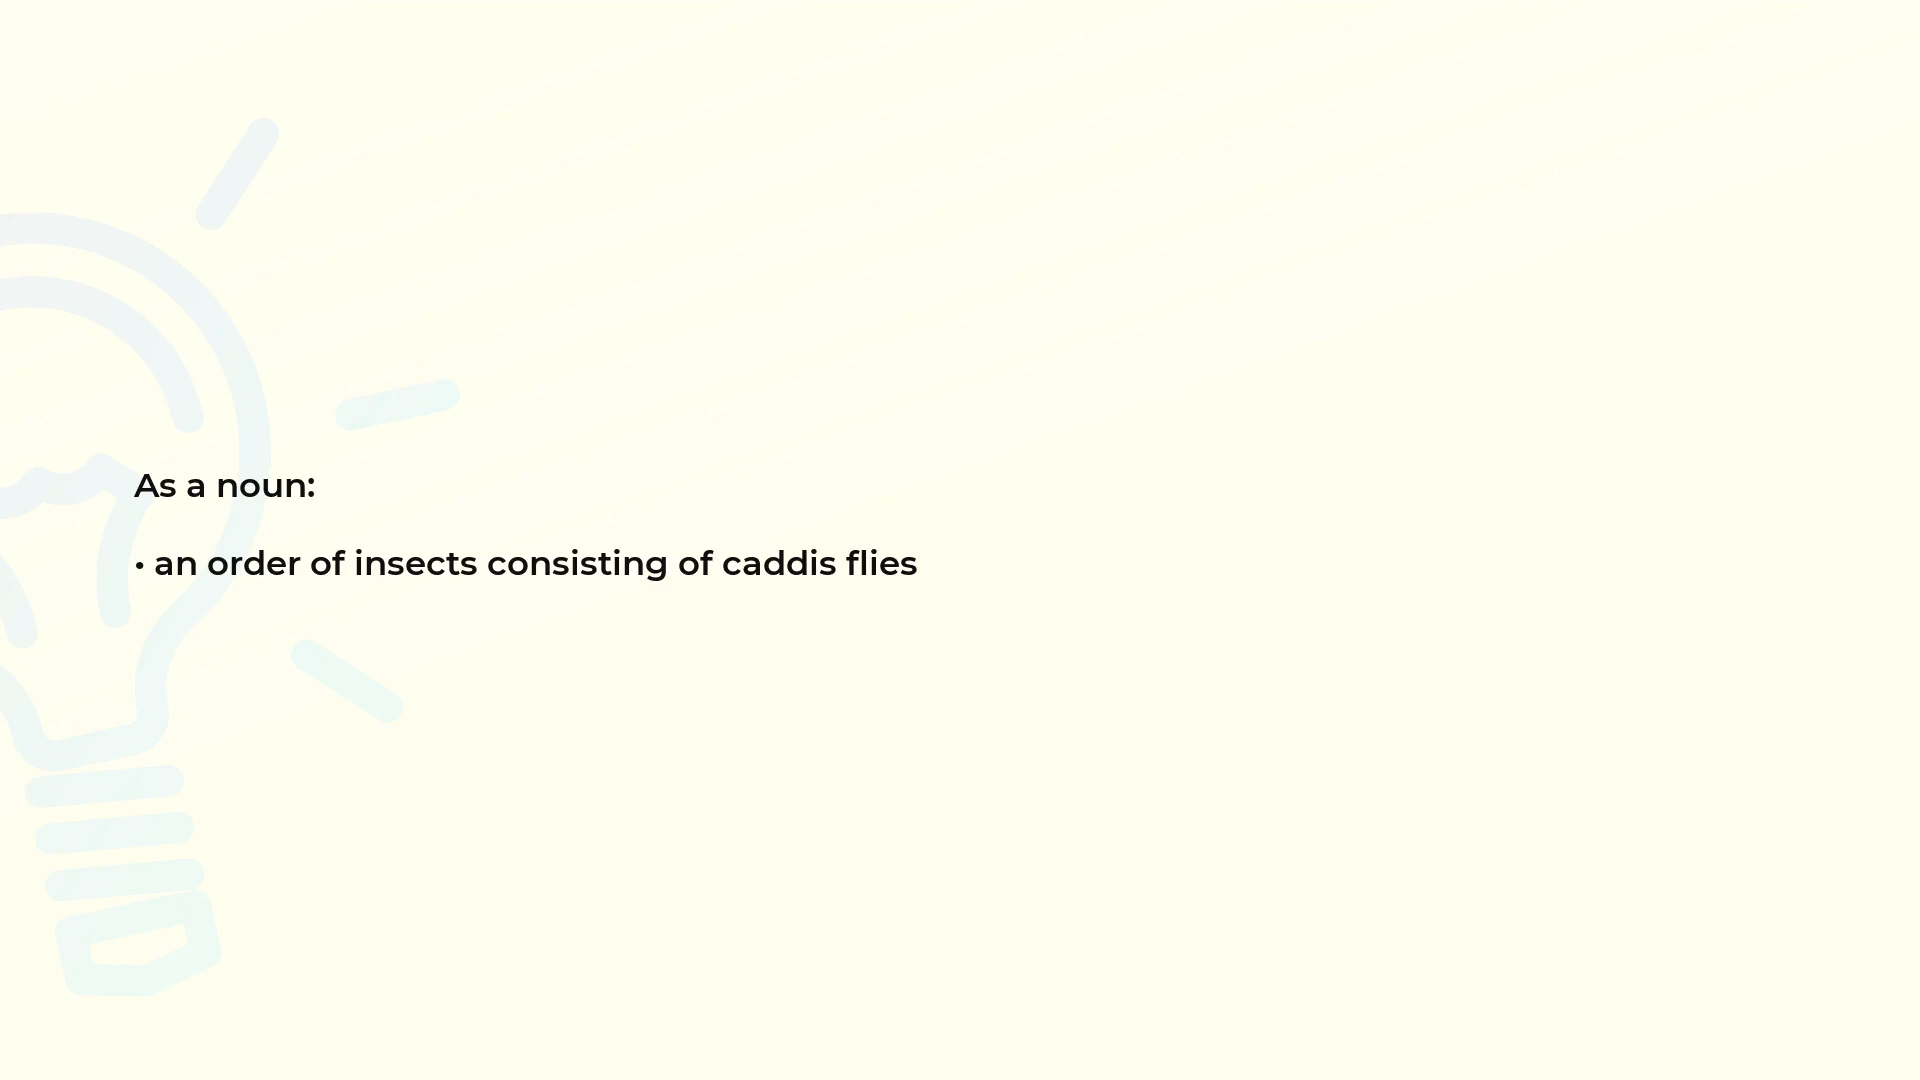 As a noun:
• an order of insects consisting of caddis flies